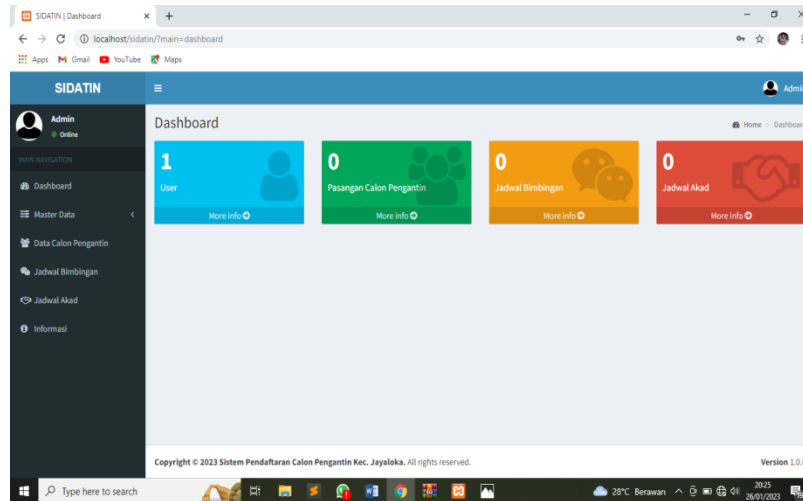 SIDATIN | Dashboard
localhost/sidatin/?main=dashboard
Apps Gmail YouTube Maps
SIDATIN
Admin
Admin
Online
Dashboard
Home > Dashboard
MAIN NAVIGATION
Dashboard
Master Data
Data Calon Pengantin
Jadwal Bimbingan
Jadwal Akad
Informasi
1
User
More info
0
Pasangan Calon Pengantin
More info
0
Jadwal Bimbingan
More info
0
Jadwal Akad
More info
Copyright © 2023 Sistem Pendaftaran Calon Pengantin Kec. Jayaloka. All rights reserved.
Version 1.0.
Type here to search
28°C Berawan
20:25
26/01/2023